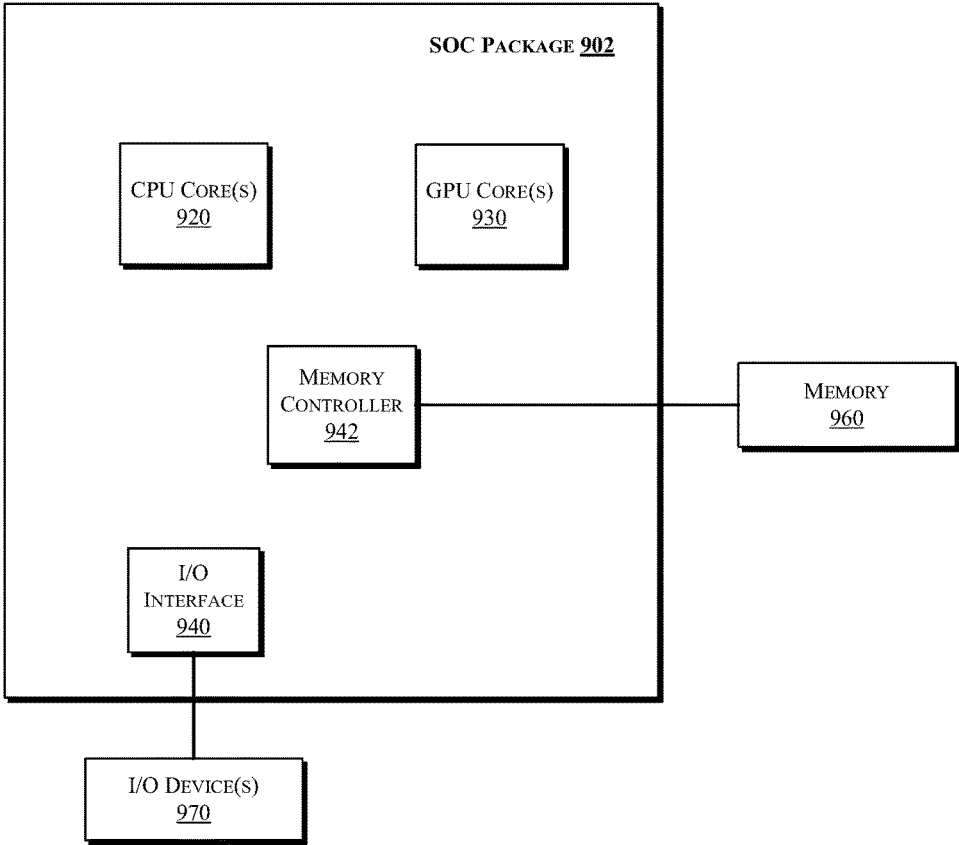 SOC PACKAGE 902
CPU CORE(S)
920
GPU CORE(S)
930
MEMORY
CONTROLLER
942
MEMORY
960
I/O
INTERFACE
940
I/O DEVICE(S)
970